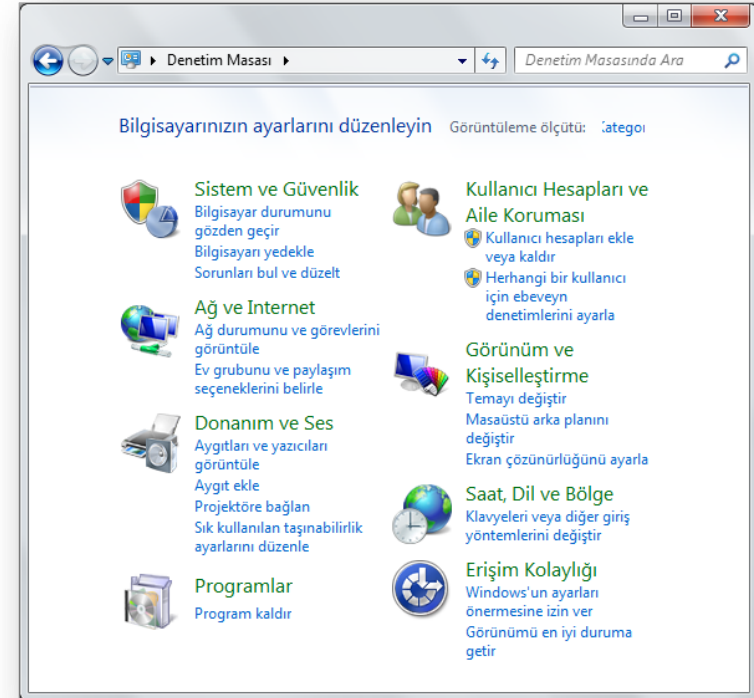 Denetim Masası
Denetim Masasında Ara
Bilgisayarınızın ayarlarını düzenleyin
Görüntüleme ölçütü:
Sistem ve Güvenlik
Bilgisayar durumunu
gözden geçir
Bilgisayarı yedekle
Sorunları bul ve düzelt
Ağ ve Internet
Ağ durumunu ve görevlerini
görüntüle
Ev grubunu ve paylaşım
seçeneklerini belirle
Donanım ve Ses
Aygıtları ve yazıcıları
görüntüle
Aygıt ekle
Projektöre bağlan
Sık kullanılan taşınabilirlik
ayarlarını düzenle
Programlar
Program kaldır
Kullanıcı Hesapları ve
Aile Koruması
Kullanıcı hesapları ekle
veya kaldır
Herhangi bir kullanıcı
için ebeveyn
denetimlerini ayarla
Görünüm ve
Kişiselleştirme
Temayı değiştir
Masaüstü arka planını
değiştir
Ekran çözünürlüğünü ayarla
Saat, Dil ve Bölge
Klavyeleri veya diğer giriş
yöntemlerini değiştir
Erişim Kolaylığı
Windows'un ayarları
önermesine izin ver
Görünümü en iyi duruma
getir